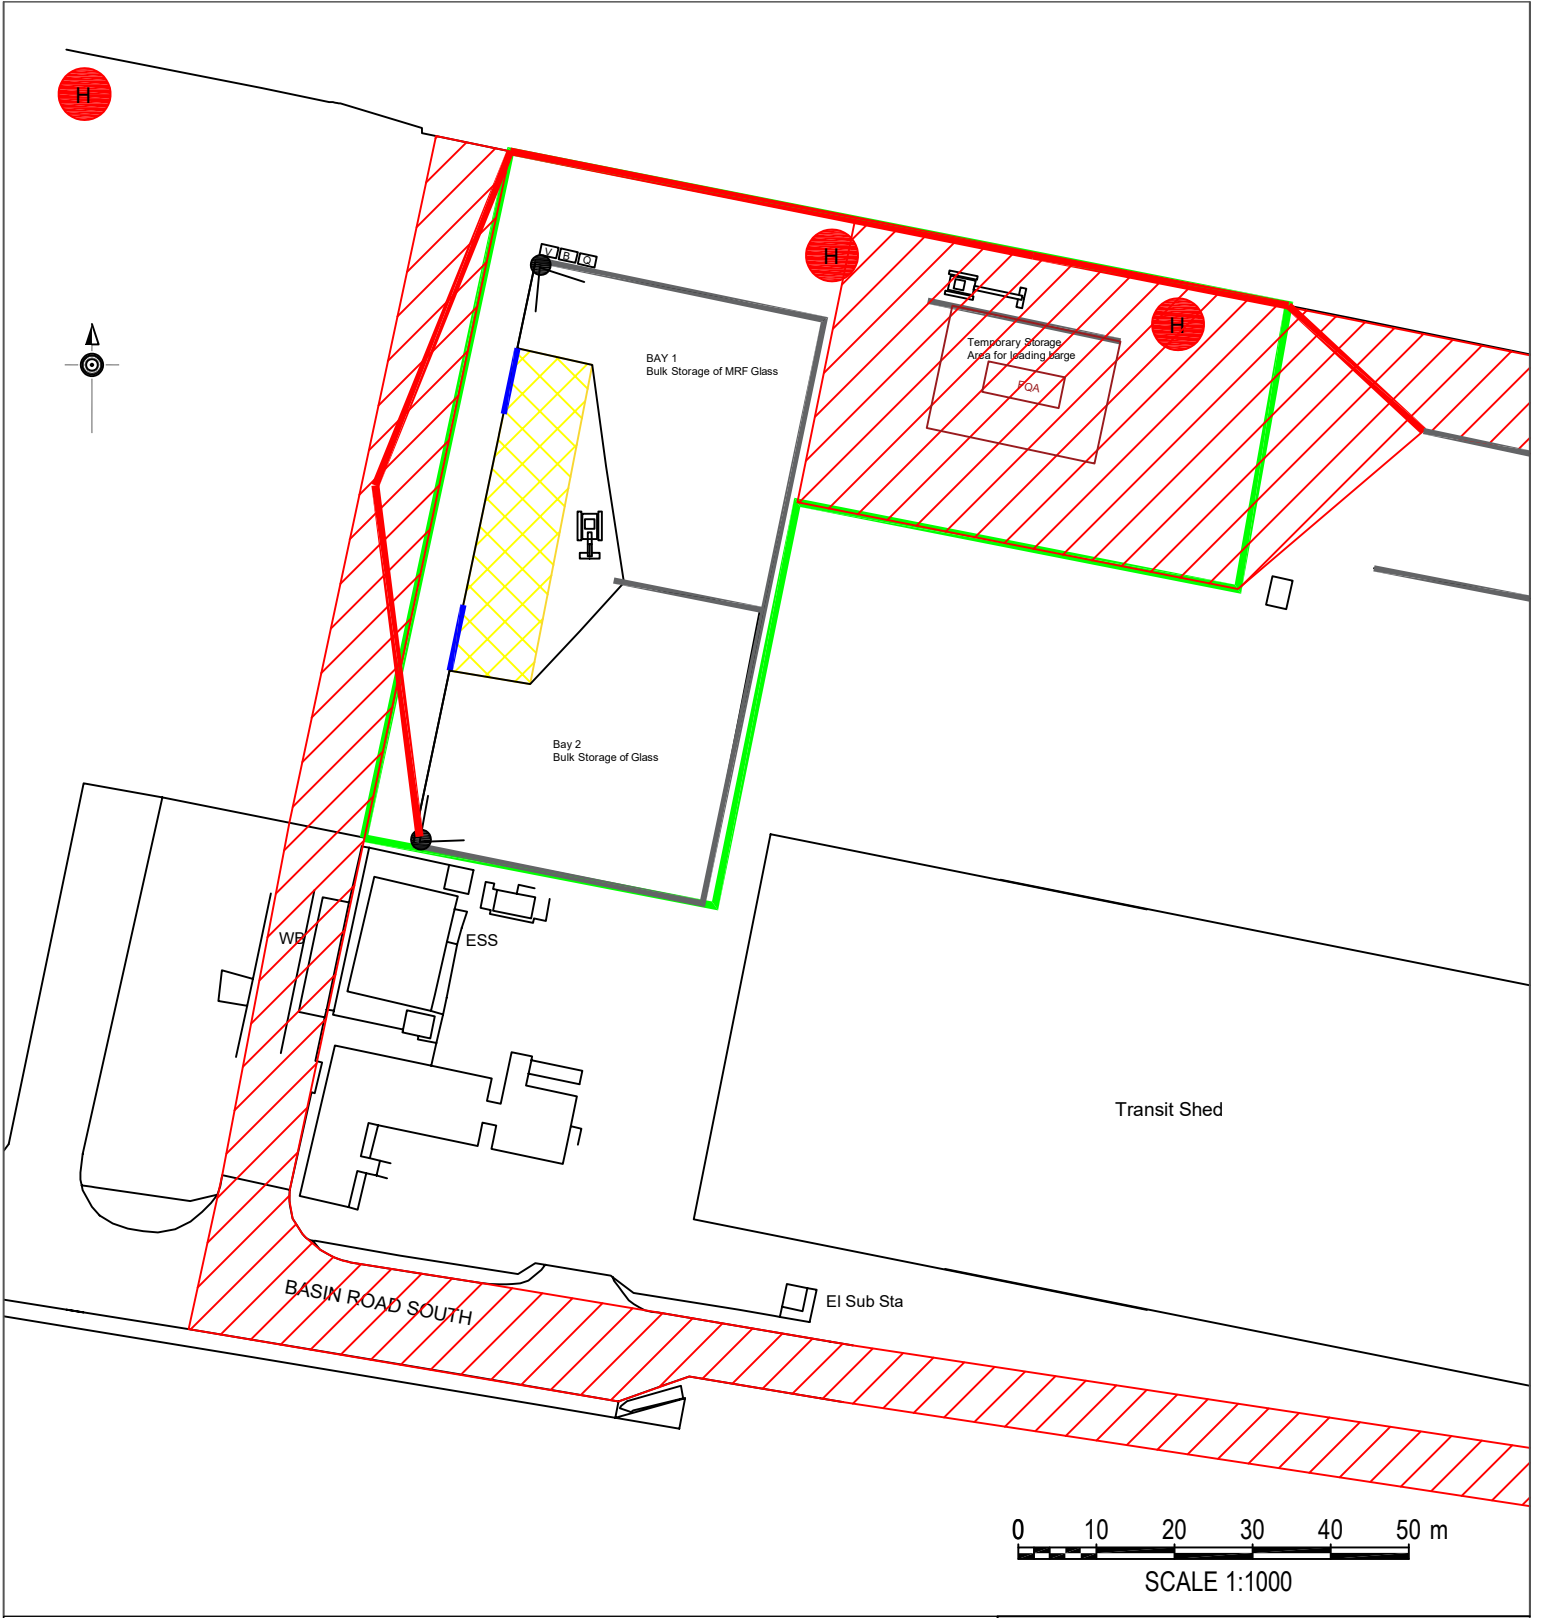 H
V B Q
H
BAY 1
Bulk Storage of MRF Glass
H
Temporary Storage
Area for loading barge
FQA
Bay 2
Bulk Storage of Glass
WB
ESS
Transit Shed
BASIN ROAD SOUTH
El Sub Sta
0 10 20 30 40 50 m
SCALE 1:1000